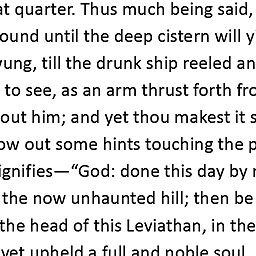 at quarter. Thus much being said,
ound until the deep cistern will y
vung, till the drunk ship reeled an
to see, as an arm thrust forth fr
out him; and yet thou makest it s
ow out some hints touching the p
ignifies—“God: done this day by
the now unhaunted hill; then be
the head of this Leviathan, in the
yet upheld a full and noble soul